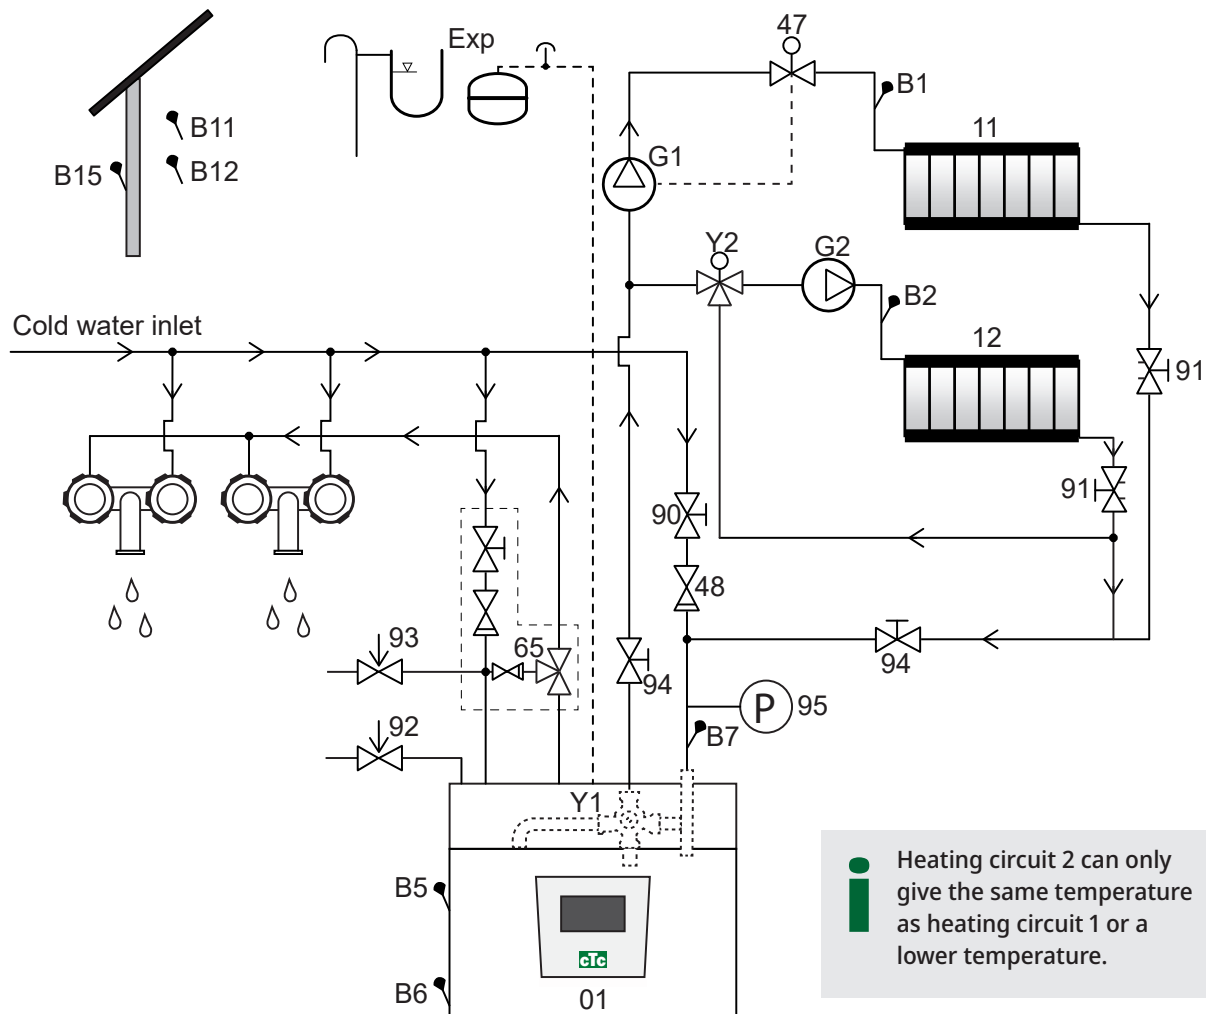 47
Exp
B1
B11
11
G1
B12
B15
Y2
G2
B2
Cold water inlet
12
91
91
90
48
93
65
94
94
P
95
92
B7
Y1
B5
cTc
B6
01
Heating circuit 2 can only
give the same temperature
as heating circuit 1 or a
lower temperature.